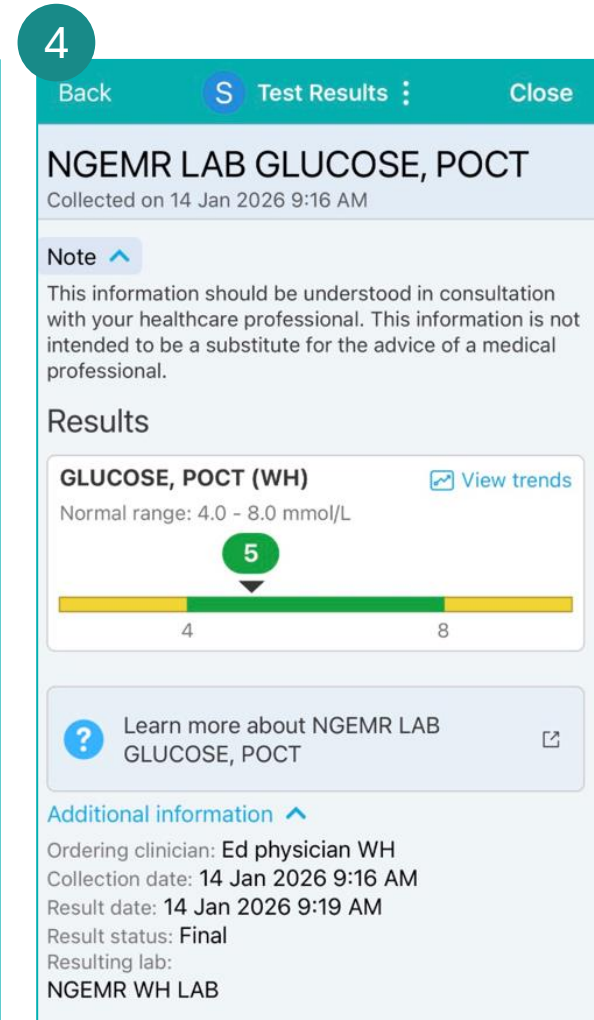 4
Back
S Test Results
Close
NGEMR LAB GLUCOSE, POCT
Collected on 14 Jan 2026 9:16 AM
Note
This information should be understood in consultation
with your healthcare professional. This information is not
intended to be a substitute for the advice of a medical
professional.
Results
GLUCOSE, POCT (WH)
View trends
Normal range: 4.0 - 8.0 mmol/L
5
4 8
? Learn more about NGEMR LAB
GLUCOSE, POCT
Additional information
Ordering clinician: Ed physician WH
Collection date: 14 Jan 2026 9:16 AM
Result date: 14 Jan 2026 9:19 AM
Result status: Final
Resulting lab:
NGEMR WH LAB